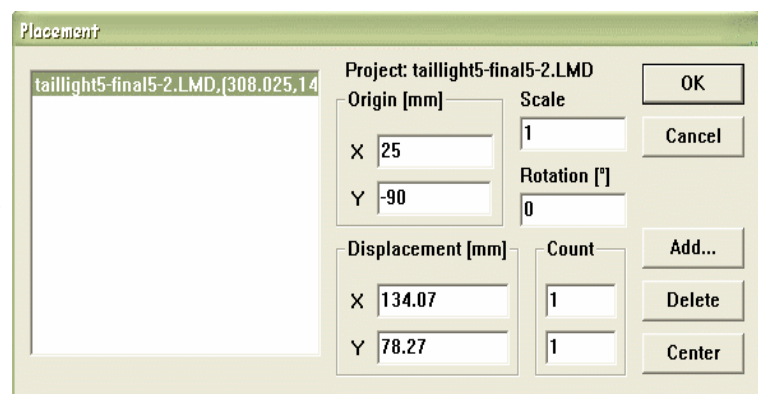 Placement
taillight5-final5-2.LMD,(308.025,14
Project: taillight5-final5-2.LMD
Origin [mm]
X 25
Y -90
Scale
1
Rotation [°]
0
Displacement [mm]
X 134.07
Y 78.27
Count
1
1
OK
Cancel
Add...
Delete
Center